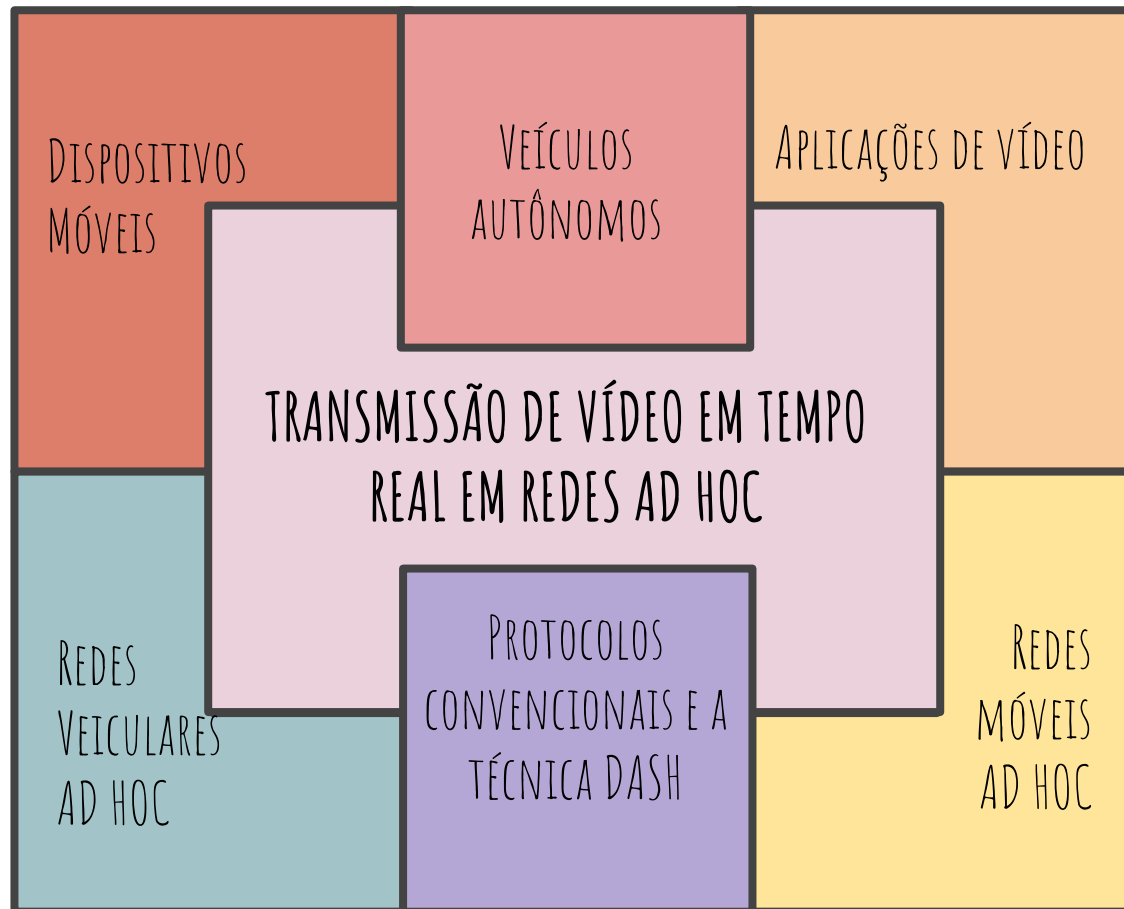 Dispositivos
Móveis
Veículos
autônomos
Aplicações de vídeo
TRANSMISSÃO DE VÍDEO EM TEMPO
REAL EM REDES AD HOC
Redes
Veiculares
AD HOC
Protocolos
convencionais e a
técnica DASH
Redes
móveis
AD HOC